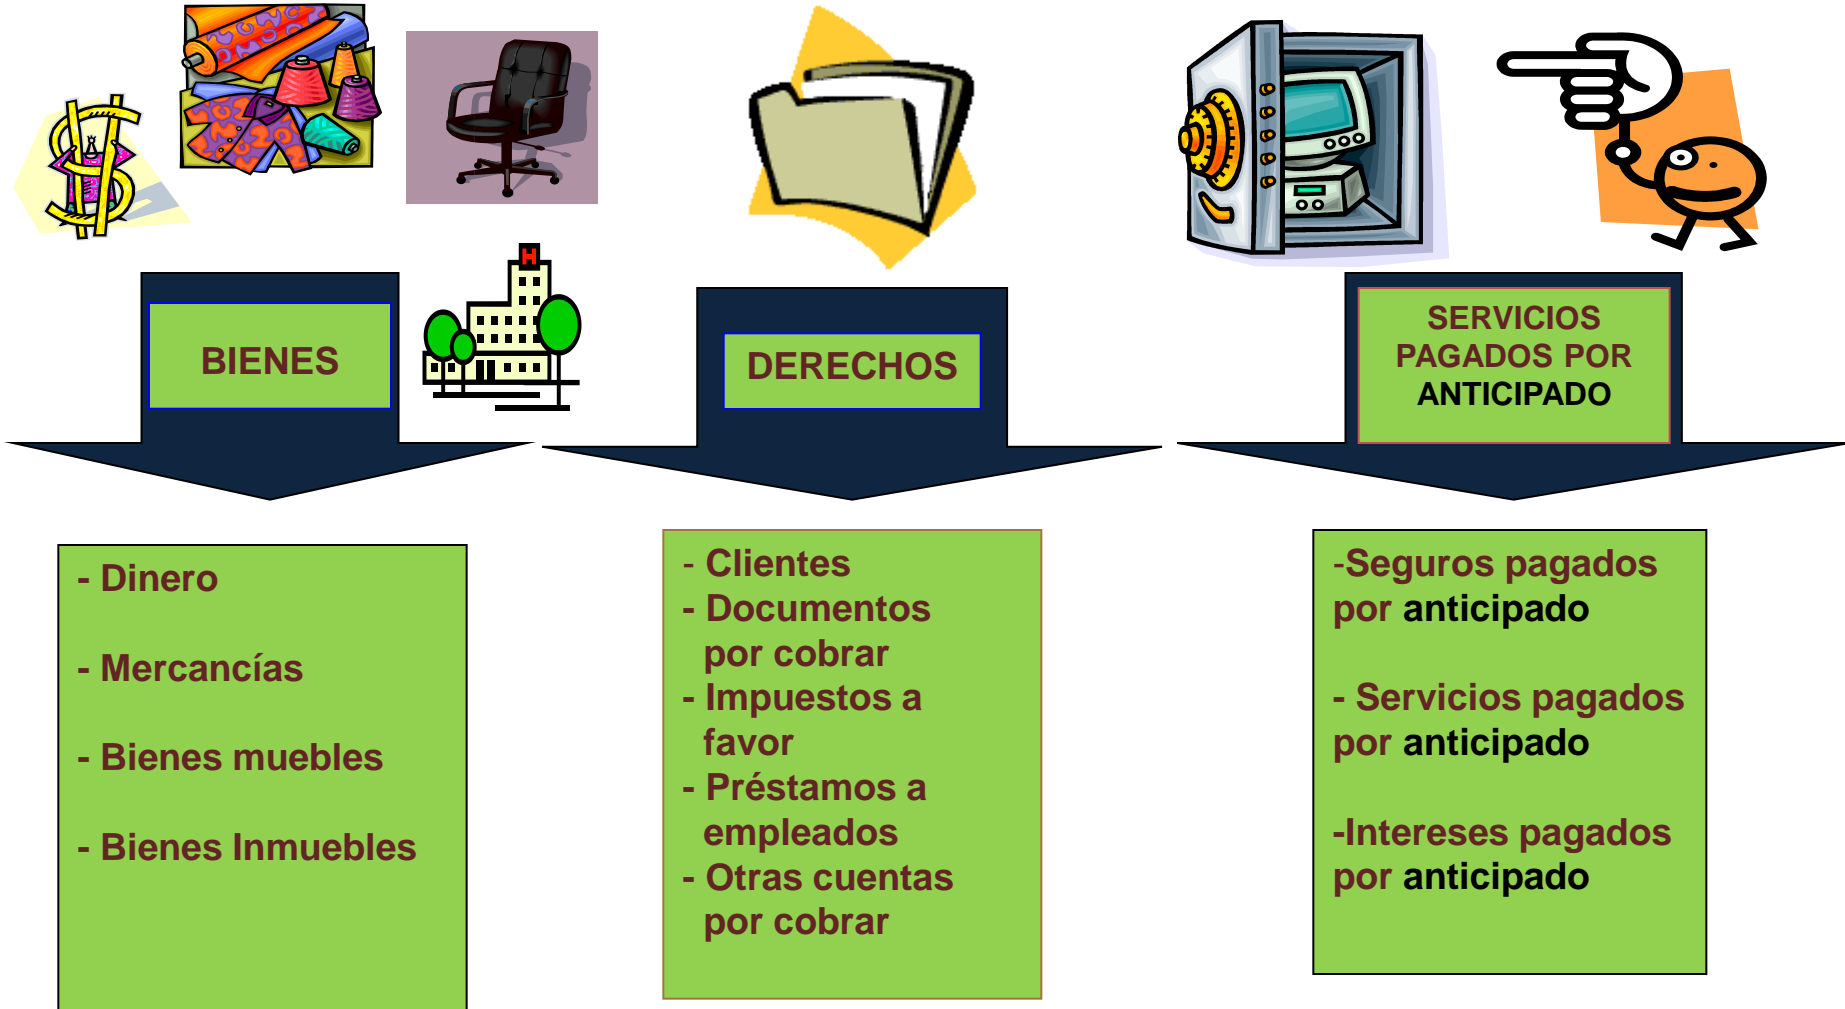 H
BIENES
- Dinero
- Mercancías
- Bienes muebles
- Bienes Inmuebles
DERECHOS
- Clientes
- Documentos
por cobrar
- Impuestos a
favor
- Préstamos a
empleados
- Otras cuentas
por cobrar
SERVICIOS
PAGADOS POR
ANTICIPADO
-Seguros pagados
por anticipado
- Servicios pagados
por anticipado
-Intereses pagados
por anticipado